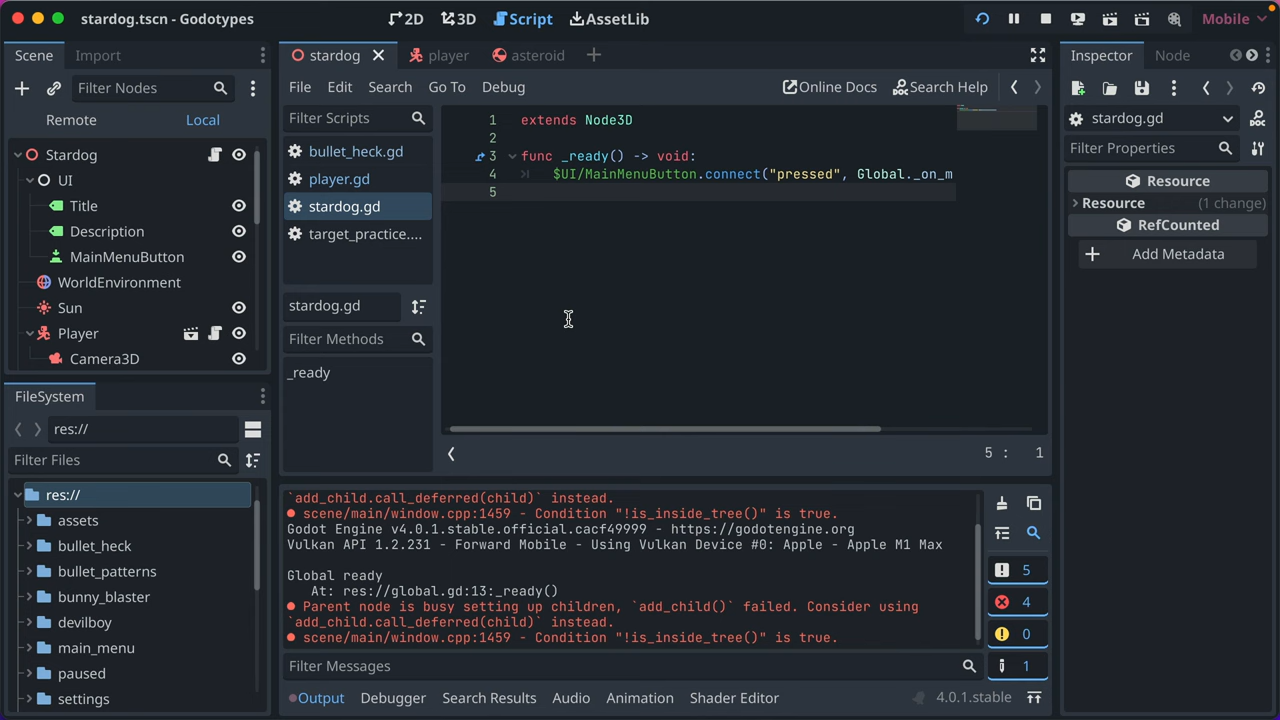 stardog.tscn - Godotypes
2D
3D
Script
AssetLib
Mobile
Scene
Import
Filter Nodes
Remote
Local
Stardog
UI
Title
Description
MainMenuButton
WorldEnvironment
Sun
Player
Camera3D
FileSystem
res://
Filter Files
res://
assets
bullet_heck
bullet_patterns
bunny_blaster
devilboy
main_menu
paused
settings
stardog
player
asteroid
File
Edit
Search
Go To
Debug
Online Docs
Search Help
Filter Scripts
bullet_heck.gd
player.gd
stardog.gd
target_practice....
stardog.gd
Filter Methods
_ready
1 extends Node3D
2
3 func _ready() -> void:
4 $UI/MainMenuButton.connect("pressed", Global._on_m
5
5 : 1
`add_child.call_deferred(child)` instead.
scene/main/window.cpp:1459 - Condition "!is_inside_tree()" is true.
Godot Engine v4.0.1.stable.official.cacf49999 - https://godotengine.org
Vulkan API 1.2.231 - Forward Mobile - Using Vulkan Device #0: Apple - Apple M1 Max
Global ready
At: res://global.gd:13:_ready()
Parent node is busy setting up children, `add_child()` failed. Consider using
`add_child.call_deferred(child)` instead.
scene/main/window.cpp:1459 - Condition "!is_inside_tree()" is true.
Filter Messages
5
4
0
1
Output
Debugger
Search Results
Audio
Animation
Shader Editor
4.0.1.stable
Inspector
Node
stardog.gd
Filter Properties
Resource
Resource (1 change)
RefCounted
Add Metadata